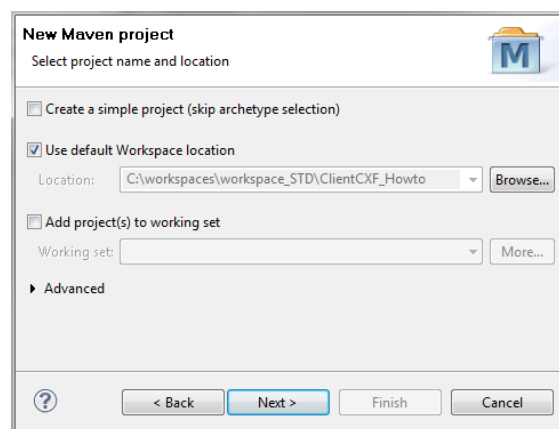 New Maven project
Select project name and location
M
Create a simple project (skip archetype selection)
Use default Workspace location
Location: C:\workspaces\workspace_STD\ClientCXF_Howto Browse...
Add project(s) to working set
Working set: More...
Advanced
? < Back Next > Finish Cancel